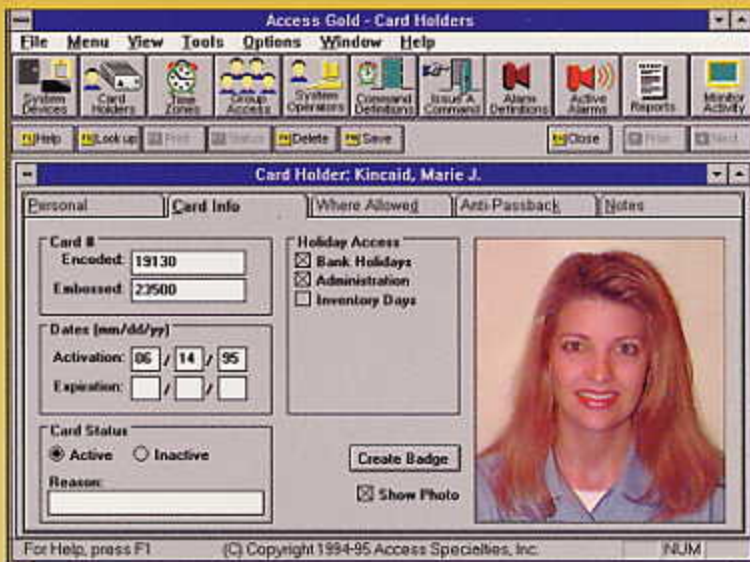 Access Gold - Card Holders
File Menu View Tools Options Window Help
System Devices
Card Holders
Time Zones
Group Access
System Operators
Command Definitions
Issue A Command
Alarm Definitions
Active Alarms
Reports
Monitor Activity
Help Look up Print Status Delete Save Close Prior Next
Card Holder: Kincaid, Marie J.
Personal Card Info Where Allowed Anti-Passback Notes
Card #
Encoded: 19130
Embossed: 23500
Dates (mm/dd/yy)
Activation: 06 / 14 / 95
Expiration: / /
Card Status
Active Inactive
Reason:
Holiday Access
Bank Holidays
Administration
Inventory Days
Create Badge
Show Photo
For Help, press F1 (C) Copyright 1994-95 Access Specialties, Inc. NUM